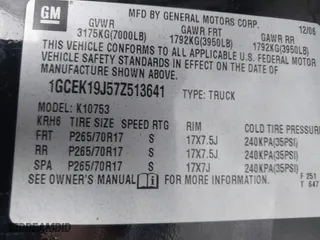 GM
MFD BY GENERAL MOTORS CORP. 12/06
GVWR GAWR FRT GAWR RR
3175KG(7000LB) 1792KG(3950LB) 1792KG(3950LB)
THIS VEHICLE CONFORMS TO ALL APPLICABLE U.S. FEDERAL MOTOR
VEHICLE SAFETY STANDARDS IN EFFECT ON THE DATE OF
MANUFACTURE SHOWN ABOVE.
1GCEK19J57Z513641 TYPE: TRUCK
MODEL: K10753
KRH6 TIRE SIZE SPEED RTG RIM COLD TIRE PRESSURE
FRT P265/70R17 S 17X7.5J 240KPA(35PSI)
RR P265/70R17 S 17X7.5J 240KPA(35PSI)
SPA P265/70R17 S 17X7J 240KPA(35PSI)
SEE OWNER'S MANUAL FOR MORE INFORMATION. F 251
T 647